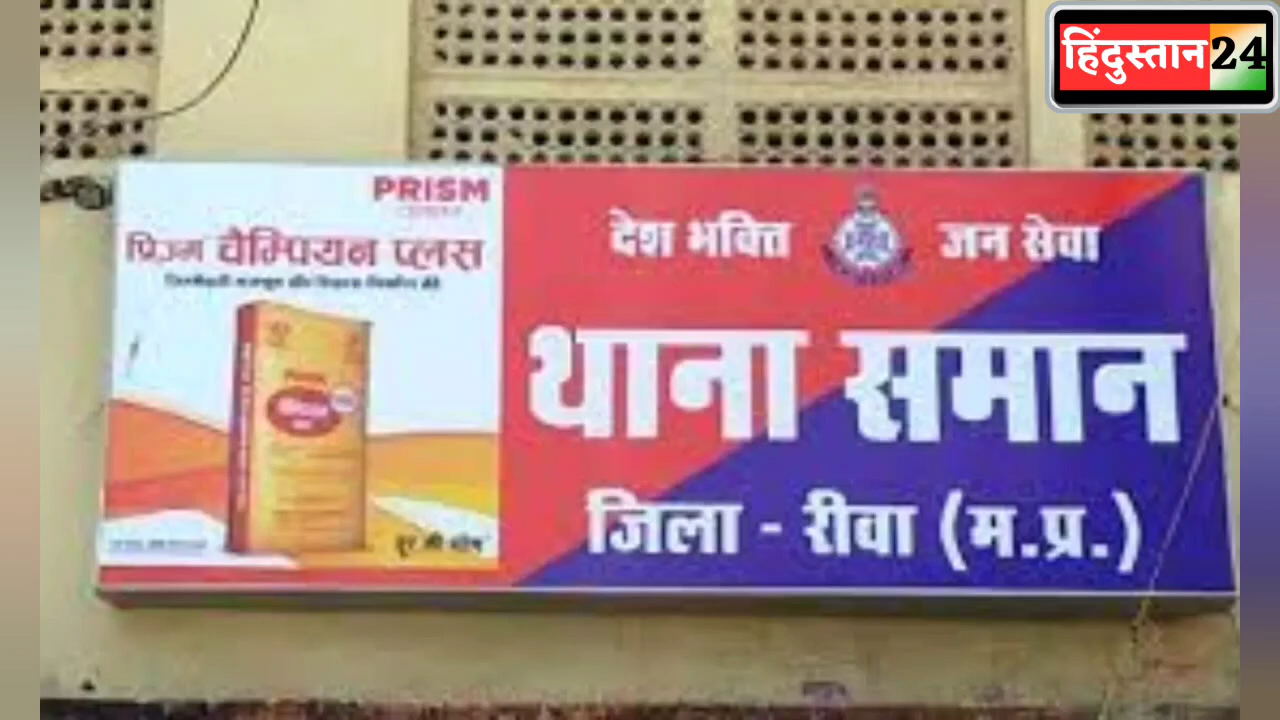 हिंदुस्तान24
PRISM
प्रिज्म चैम्पियन प्लस
देश भक्ति जन सेवा
थाना समान
जिला - रीवा (म.प्र.)